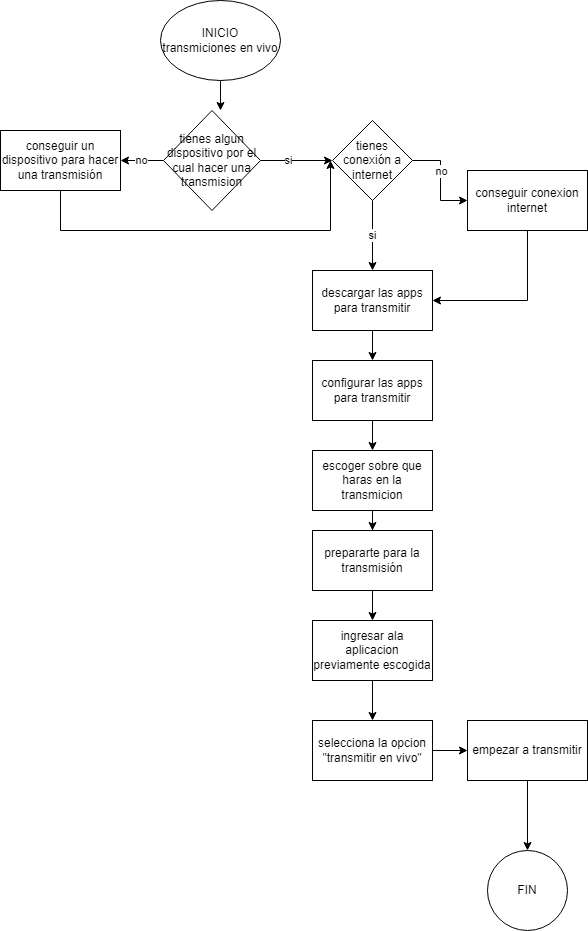 INICIO
transmiciones en vivo
tienes algun
dispositivo por el
cual hacer una
transmision
no
si
conseguir un
dispositivo para hacer
una transmisión
tienes
conexión a
internet
no
si
conseguir conexion
internet
descargar las apps
para transmitir
configurar las apps
para transmitir
escoger sobre que
haras en la
transmicion
prepararte para la
transmisión
ingresar ala
aplicacion
previamente escogida
selecciona la opcion
"transmitir en vivo"
empezar a transmitir
FIN